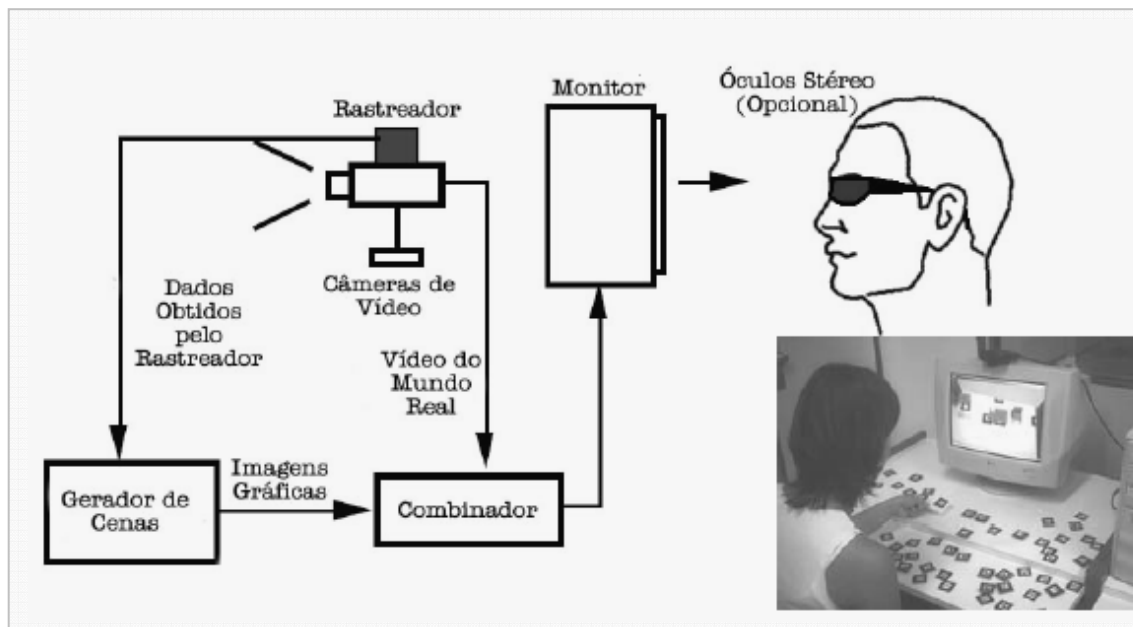 Monitor
Óculos Stéreo
(Opcional)
Rastreador
Câmeras de
Vídeo
Dados
Obtidos
pelo
Rastreador
Vídeo do
Mundo
Real
Imagens
Gráficas
Gerador de
Cenas
Combinador